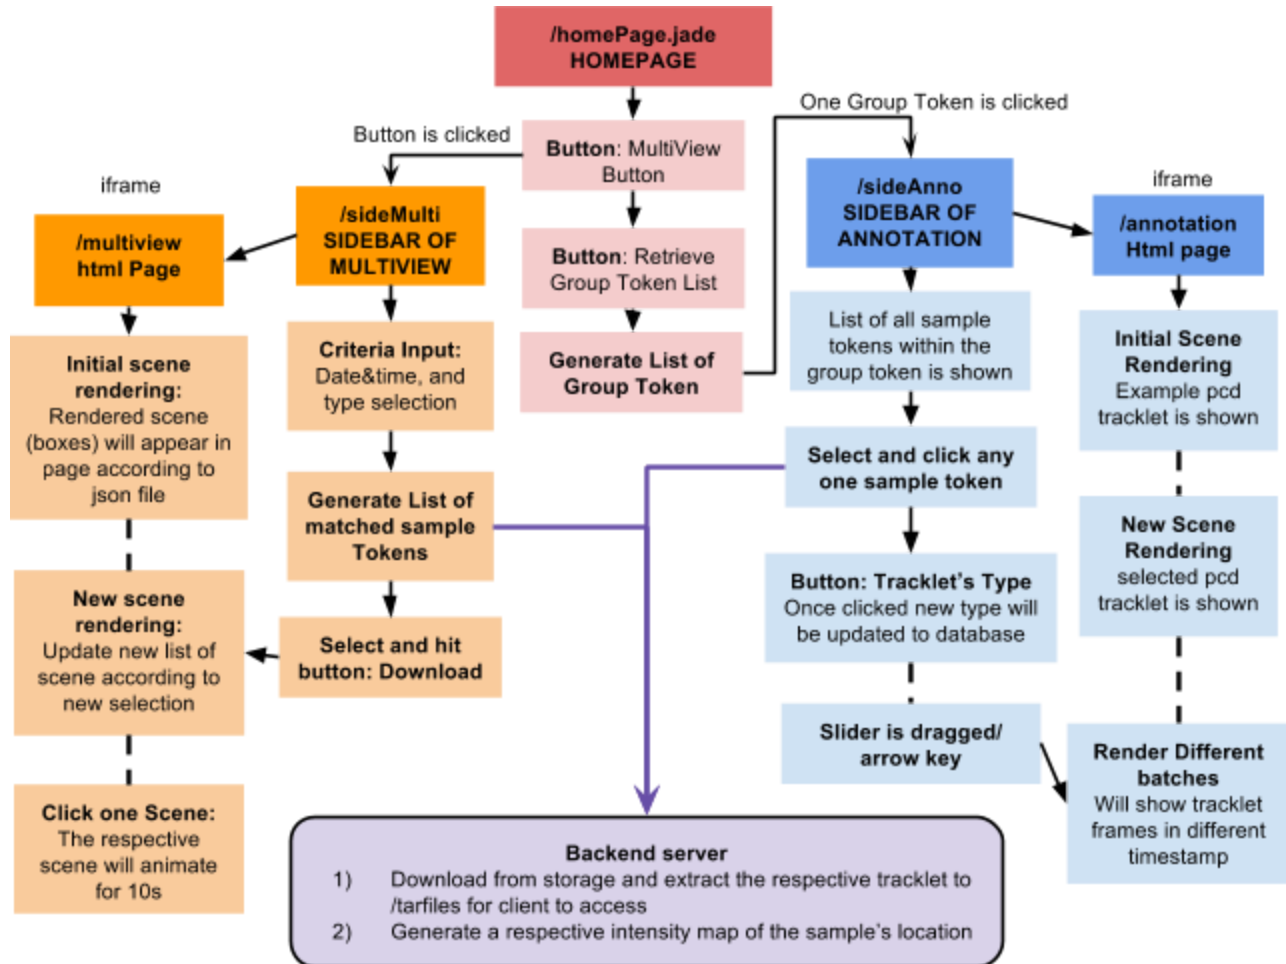 /homePage.jade
HOMEPAGE
One Group Token is clicked
Button is clicked
Button: MultiView
Button
iframe
/sideMulti
SIDEBAR OF
MULTIVIEW
/multiview
html Page
Button: Retrieve
Group Token List
Generate List of
Group Token
/sideAnno
SIDEBAR OF
ANNOTATION
iframe
/annotation
Html page
Initial scene
rendering:
Rendered scene
(boxes) will appear in
page according to
json file
Criteria Input:
Date&time, and
type selection
Generate List of
matched sample
Tokens
Select and hit
button: Download
New scene
rendering:
Update new list of
scene according to
new selection
Click one Scene:
The respective
scene will animate
for 10s
List of all sample
tokens within the
group token is shown
Select and click any
one sample token
Button: Tracklet's Type
Once clicked new type will
be updated to database
Slider is dragged/
arrow key
Initial Scene
Rendering
Example pcd
tracklet is shown
New Scene
Rendering
selected pcd
tracklet is shown
Render Different
batches
Will show tracklet
frames in different
timestamp
Backend server
1) Download from storage and extract the respective tracklet to
/tarfiles for client to access
2) Generate a respective intensity map of the sample's location